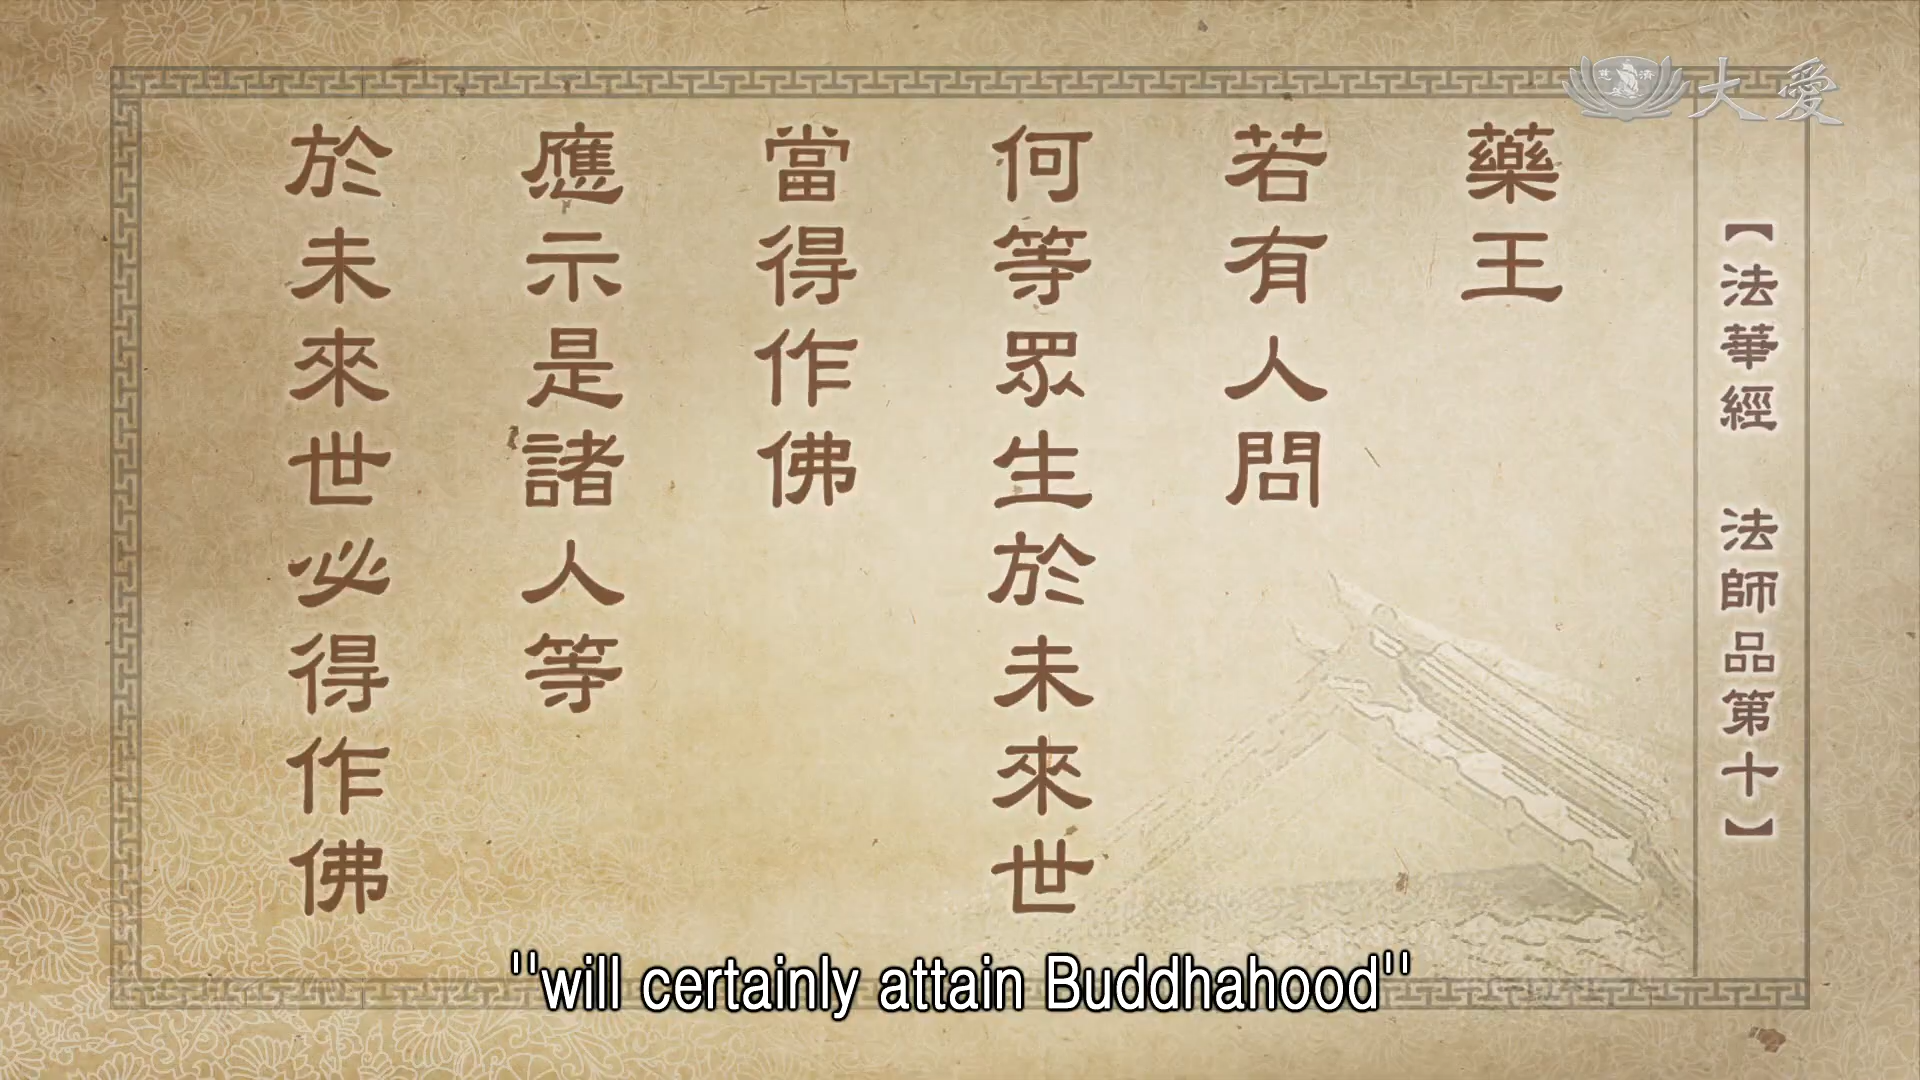 【法華經 法師品第十】
藥王
若有人問
何等眾生於未來世
當得作佛
應示是諸人等
於未來世必得作佛
慈濟
大愛
"will certainly attain Buddhahood"